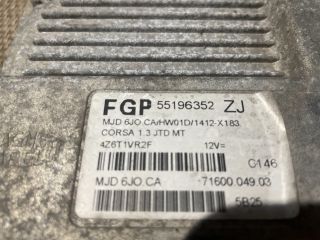 FGP 55196352 ZJ
MJD 6JO.CA/HW01D/1412-X183
CORSA 1.3 JTD MT
4Z6T1VR2F 12V=
C146
MJD 6JO.CA 71600.049.03
5B25